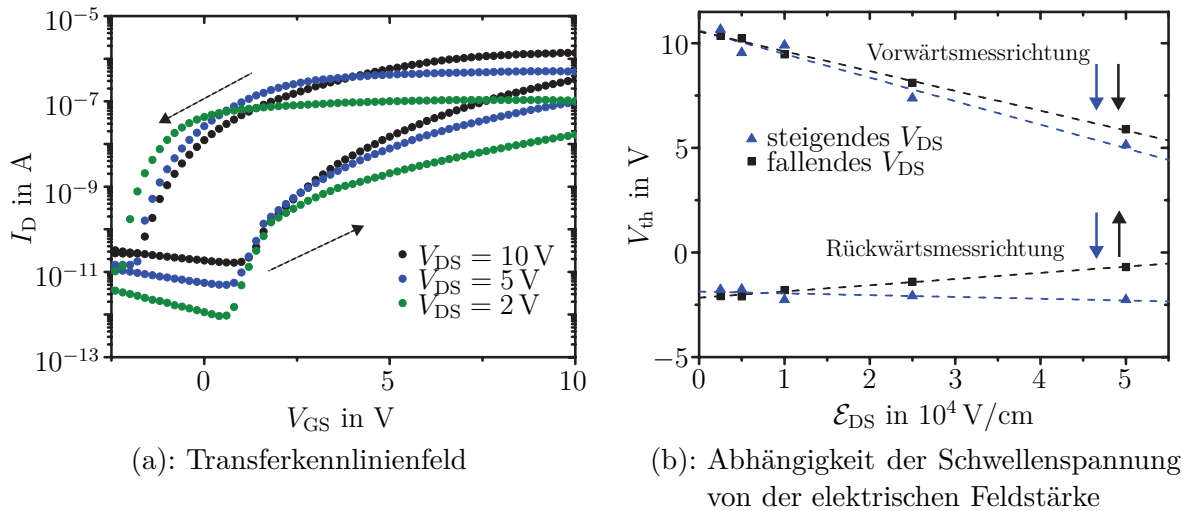 10⁻⁵
10⁻⁷
10⁻⁹
10⁻¹¹
10⁻¹³
I_D in A
0
5
10
V_GS in V
V_DS = 10 V
V_DS = 5 V
V_DS = 2 V
(a): Transferkennlinienfeld
10
5
0
−5
V_th in V
0
1
2
3
4
5
ℰ_DS in 10⁴ V/cm
Vorwärtsmessrichtung
steigendes V_DS
fallendes V_DS
Rückwärtsmessrichtung
(b): Abhängigkeit der Schwellenspannung
von der elektrischen Feldstärke